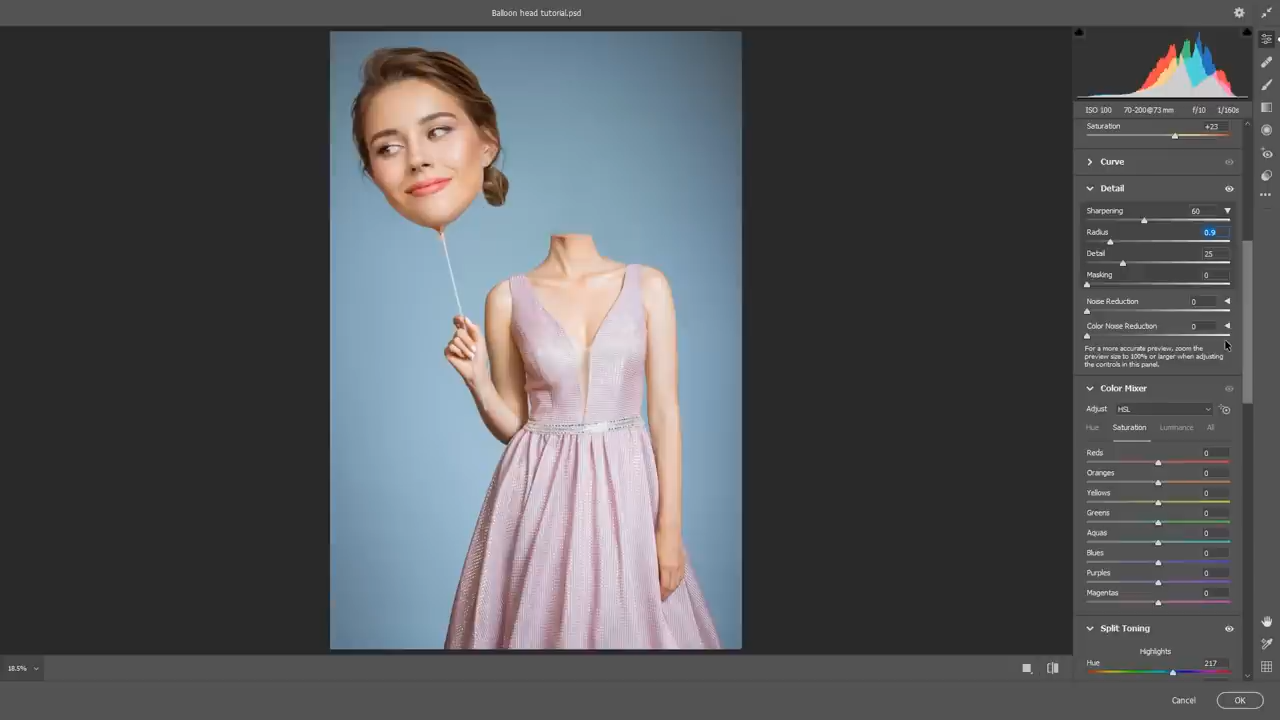 Balloon head tutorial.psd
ISO 100 70-200@73 mm f/10 1/160s
Saturation +23
Curve
Detail
Sharpening 60
Radius 0.9
Detail 25
Masking 0
Noise Reduction 0
Color Noise Reduction 0
For a more accurate preview, zoom the
preview size to 100% or larger when adjusting
the controls in this panel.
Color Mixer
Adjust HSL
Hue Saturation Luminance All
Reds 0
Oranges 0
Yellows 0
Greens 0
Aquas 0
Blues 0
Purples 0
Magentas 0
Split Toning
Highlights
Hue 217
18.5%
Cancel OK